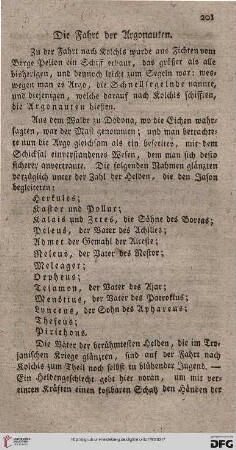 201
Die Fahrt der Argonauten.
Zu der Fahrt nach Kolchis wurde aus Fichten vom
Berge Pelion ein Schif erbaut, das größer als alle
bisherigen, und dennoch leicht zum Segeln war: wes-
wegen man es Argo, die Schnellsegelnde nannte,
und diejenigen, welche darauf nach Kolchis schifften,
die Argonauten hießen.
Aus dem Walde zu Dodona, wo die Eichen wahr-
sagten, war der Mast genommen; und man betrachte-
te nun die Argo gleichsam als ein beseeltes, mit dem
Schicksal einverstandenes Wesen, dem man sich desto
sicherer anvertraute. Die folgenden Nahmen glänzten
vorzüglich unter der Zahl der Helden, die den Jason
begleiteten:
Herkules;
Kastor und Pollux;
Kalais und Zetes, die Söhne des Boreas;
Peleus, der Vater des Achilles;
Admet der Gemahl der Alceste;
Neleus, der Vater des Nestor;
Meleager;
Orpheus;
Telamon, der Vater des Ajax;
Menötius, der Vater des Patroklus;
Lynceus, der Sohn des Aphareus;
Theseus;
Pirithous.
Die Väter der berühmtesten Helden, die im Tro-
janischen Kriege glänzten, sind auf der Fahrt nach
Kolchis zum Theil noch selbst in blühender Jugend. —
Ein Heldengeschlecht geht hier voran, um mit ver-
einten Kräften einen kostbaren Schatz den Händen der
UNIVERSITÄTS-
BIBLIOTHEK
HEIDELBERG
DFG